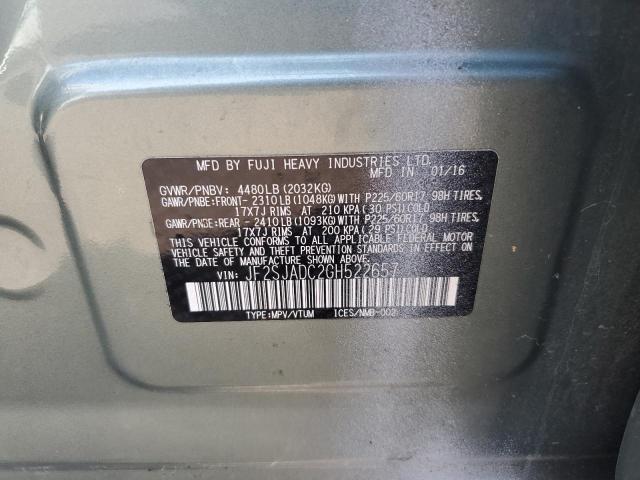 MFD BY FUJI HEAVY INDUSTRIES LTD.
MADE IN JAPAN 01/16
GVWR/PNBV: 4480LB(2032KG)
GAWR/PNBE:FRONT- 2310LB(1048KG)WITH P225/60R17 98H TIRES,
17X7J RIMS AT 210 KPA(30 PSI)COLD
GAWR/PNBE:REAR -2410LB(1093KG)WITH P225/60R17 98H TIRES,
17X7J RIMS AT 200 KPA(29 PSI)COLD
THIS VEHICLE CONFORMS TO ALL APPLICABLE FEDERAL MOTOR
VEHICLE SAFETY STANDARDS IN EFFECT ON THE DATE OF
MANUFACTURE SHOWN ABOVE.
VIN: JF2SJADC2GH522657
TYPE:MPV/VTUM ICES/NMB-002